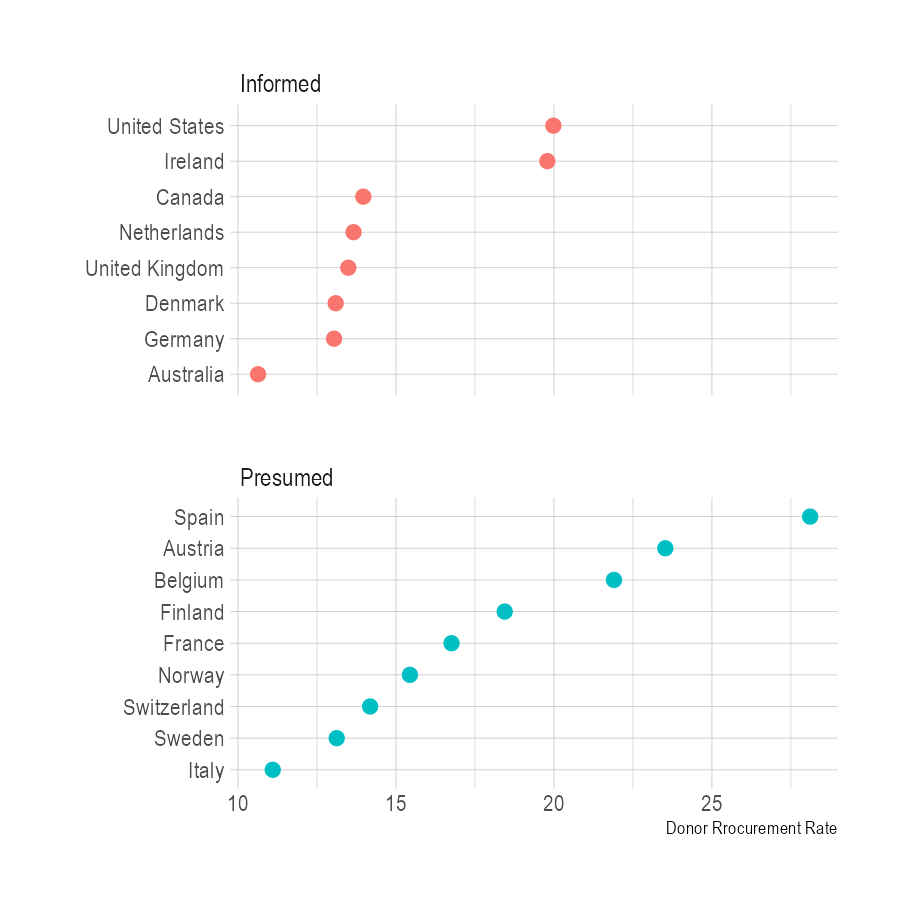 Informed
United States
Ireland
Canada
Netherlands
United Kingdom
Denmark
Germany
Australia
Presumed
Spain
Austria
Belgium
Finland
France
Norway
Switzerland
Sweden
Italy
10 15 20 25
Donor Rrocurement Rate